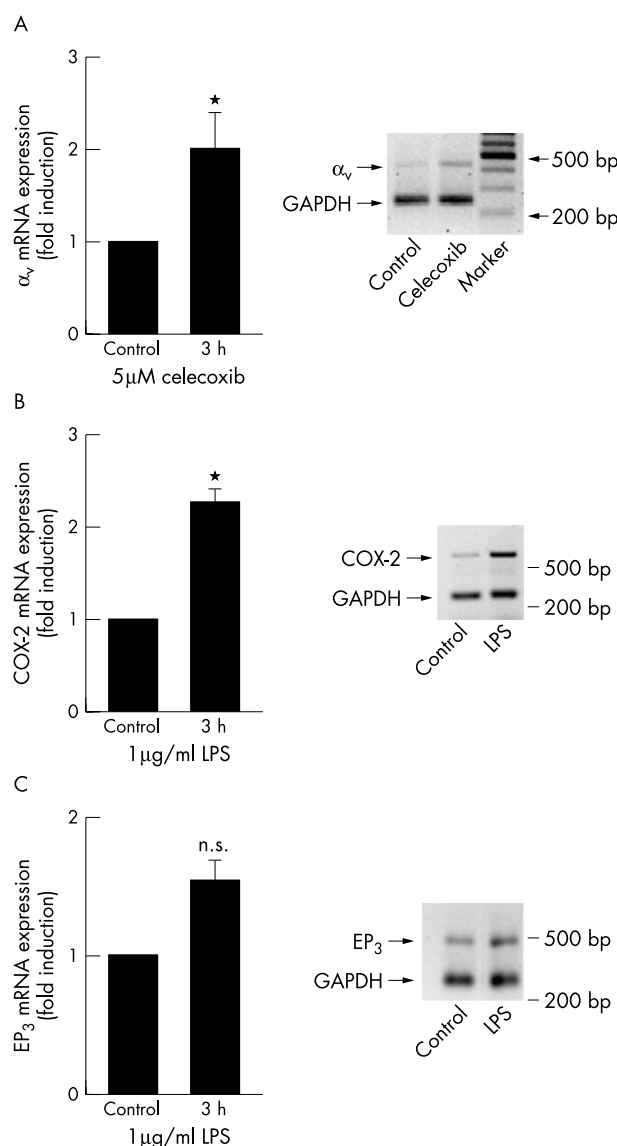 A
3
2
1
0
αᵥ mRNA expression
(fold induction)
★
Control
3 h
5μM celecoxib
αᵥ
GAPDH
500 bp
200 bp
Control
Celecoxib
Marker
B
3
2
1
0
COX-2 mRNA expression
(fold induction)
★
Control
3 h
1μg/ml LPS
COX-2
GAPDH
500 bp
200 bp
Control
LPS
C
2
1
0
EP₃ mRNA expression
(fold induction)
n.s.
Control
3 h
1μg/ml LPS
EP₃
GAPDH
500 bp
200 bp
Control
LPS